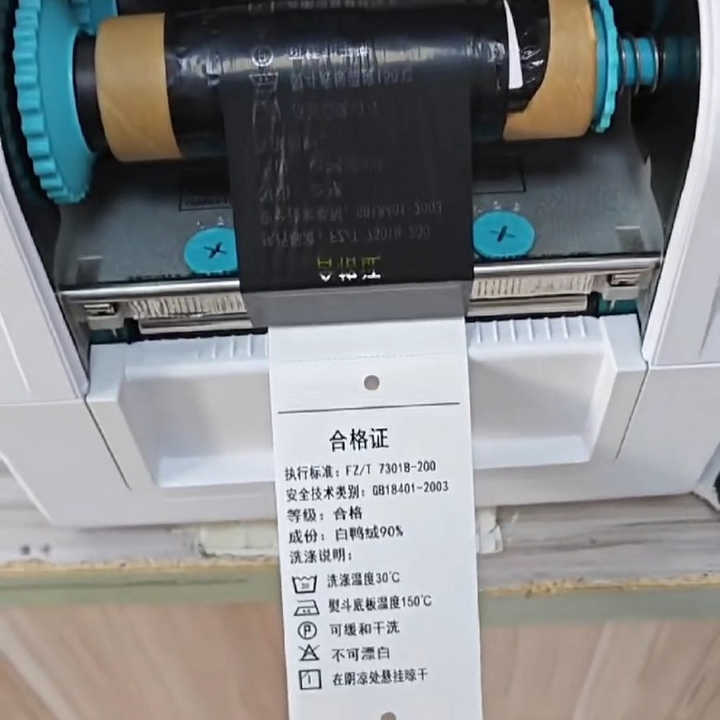 合格证
执行标准：FZ/T 7301B-200
安全技术类别：GB18401-2003
等级：合格
成份：白鸭绒90%
洗涤说明：
30
洗涤温度30℃
熨斗底板温度150℃
P
可缓和干洗
不可漂白
在阴凉处悬挂晾干